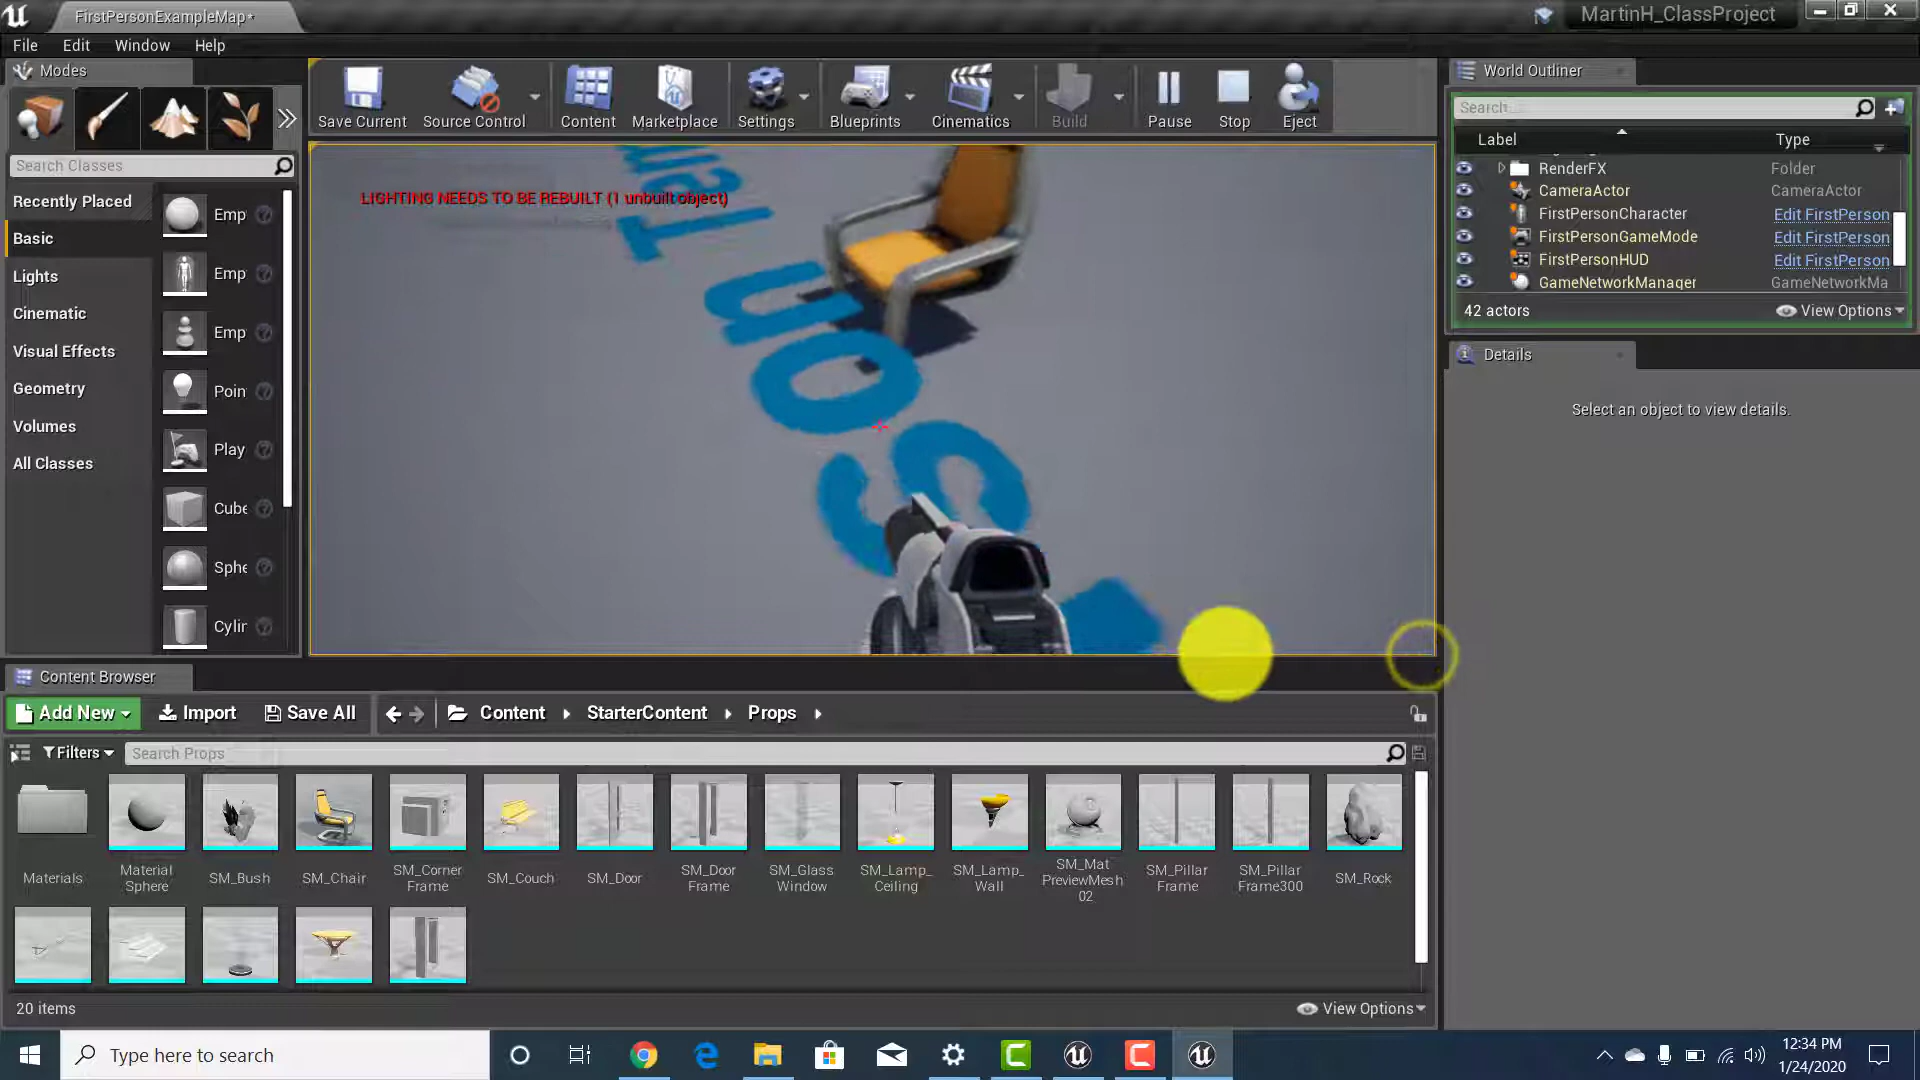 FirstPersonExampleMap*
MartinH_ClassProject
File Edit Window Help
Modes
Search Classes
Recently Placed
Basic
Lights
Cinematic
Visual Effects
Geometry
Volumes
All Classes
Emp
Emp
Emp
Poin
Play
Cube
Sphe
Cylin
Save Current
Source Control
Content
Marketplace
Settings
Blueprints
Cinematics
Build
Pause
Stop
Eject
LIGHTING NEEDS TO BE REBUILT (1 unbuilt object)
World Outliner
Search...
Label Type
RenderFX Folder
CameraActor CameraActor
FirstPersonCharacter Edit FirstPerson
FirstPersonGameMode Edit FirstPerson
FirstPersonHUD Edit FirstPerson
GameNetworkManager GameNetworkMa
42 actors View Options
Details
Select an object to view details.
Content Browser
Add New Import Save All Content StarterContent Props
Filters Search Props
Materials
Material
Sphere
SM_Bush
SM_Chair
SM_Corner
Frame
SM_Couch
SM_Door
SM_Door
Frame
SM_Glass
Window
SM_Lamp_
Ceiling
SM_Lamp_
Wall
SM_Mat
PreviewMesh
02
SM_Pillar
Frame
SM_Pillar
Frame300
SM_Rock
20 items View Options
Type here to search
12:34 PM
1/24/2020